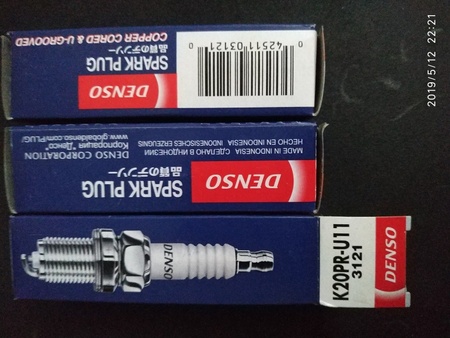 COPPER CORED & U-GROOVED
品質のデンソー
SPARK PLUG
DENSO
0 42511 03121 0
www.globaldenso.com/PLUG/
Корпорация "Денсо"
DENSO CORPORATION
品質のデンソー
SPARK PLUG
HECHO EN INDONESIA INDONESISCHES ERZEUGNIS
MADE IN INDONESIA СДЕЛАНО В ИНДОНЕЗИИ
DENSO
DENSO
K20PR-U11
3121
DENSO
2019/5/12 22:21